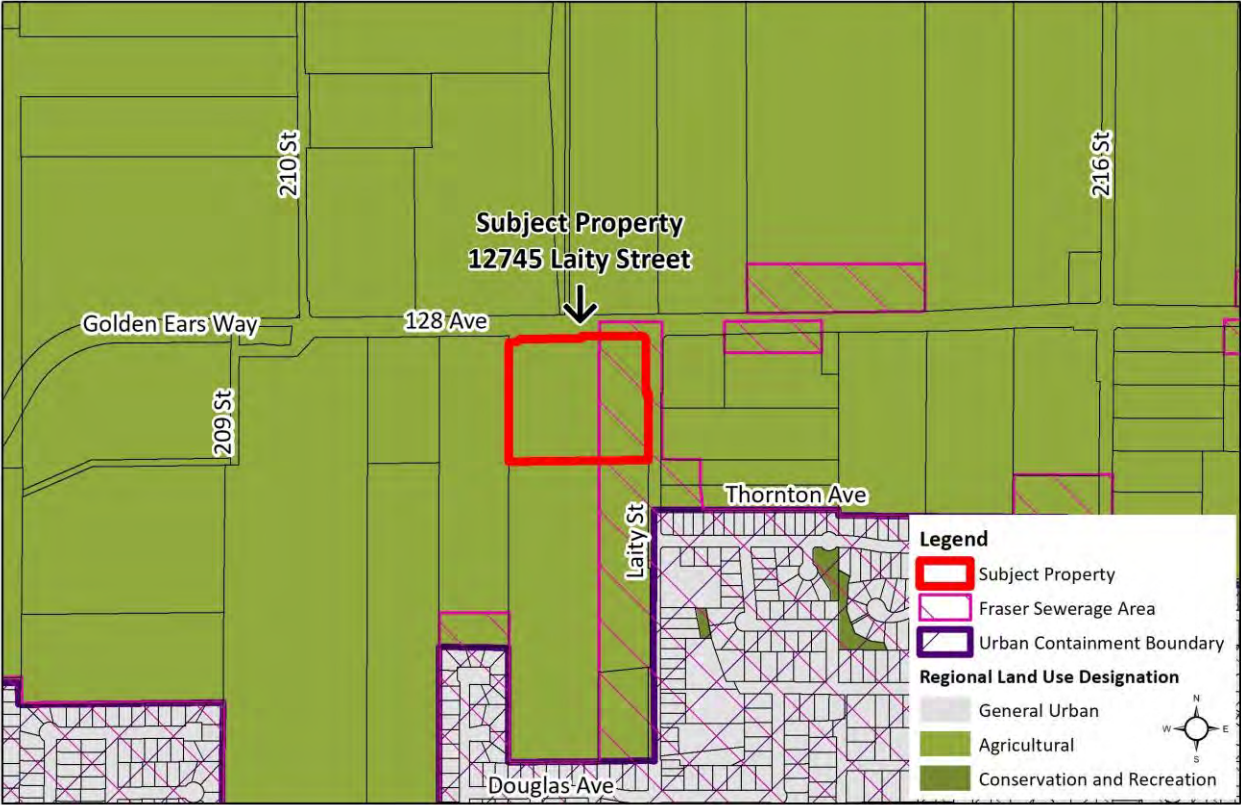 210 St
216 St
Subject Property
12745 Laity Street
Golden Ears Way
128 Ave
209 St
Thornton Ave
Laity St
Douglas Ave
Legend
Subject Property
Fraser Sewerage Area
Urban Containment Boundary
Regional Land Use Designation
General Urban
Agricultural
Conservation and Recreation
N
W
E
S